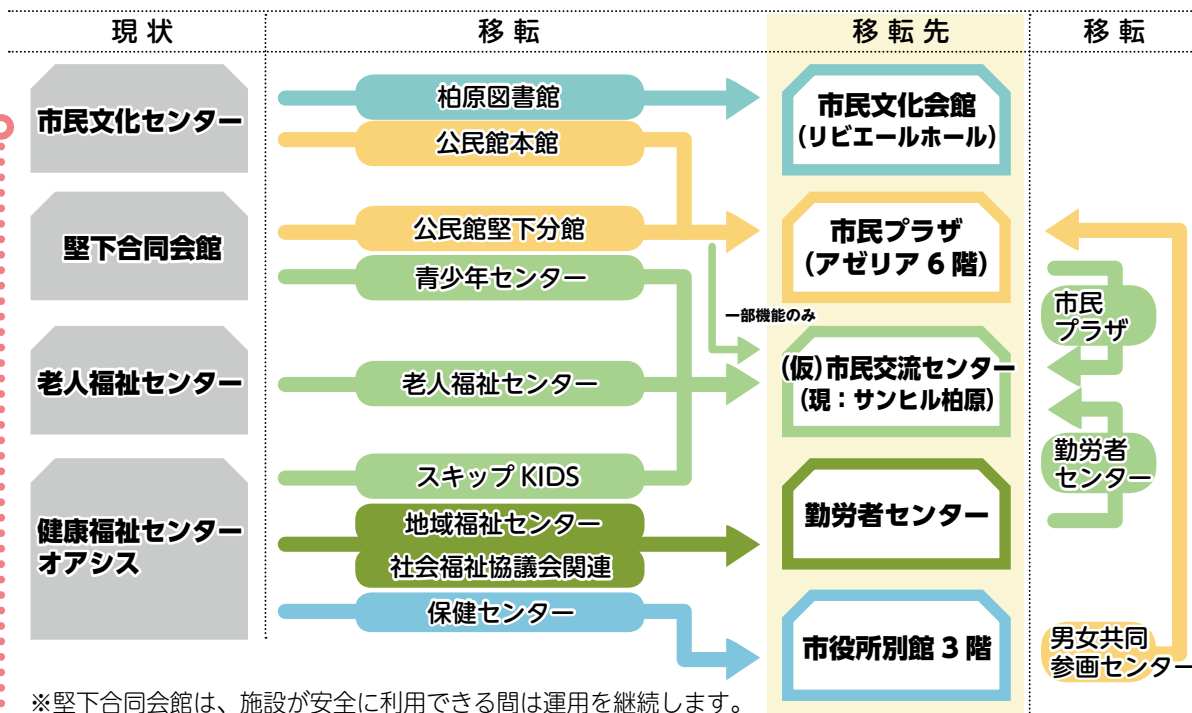 現状
移転
移転先
移転
市民文化センター
柏原図書館
公民館本館
市民文化会館
(リビエールホール)
堅下合同会館
公民館堅下分館
青少年センター
一部機能のみ
市民プラザ
(アゼリア6階)
市民
プラザ
老人福祉センター
老人福祉センター
(仮)市民交流センター
(現:サンヒル柏原)
勤労者
センター
健康福祉センター
オアシス
スキップKIDS
地域福祉センター
社会福祉協議会関連
保健センター
勤労者センター
市役所別館3階
男女共同
参画センター
※堅下合同会館は、施設が安全に利用できる間は運用を継続します。